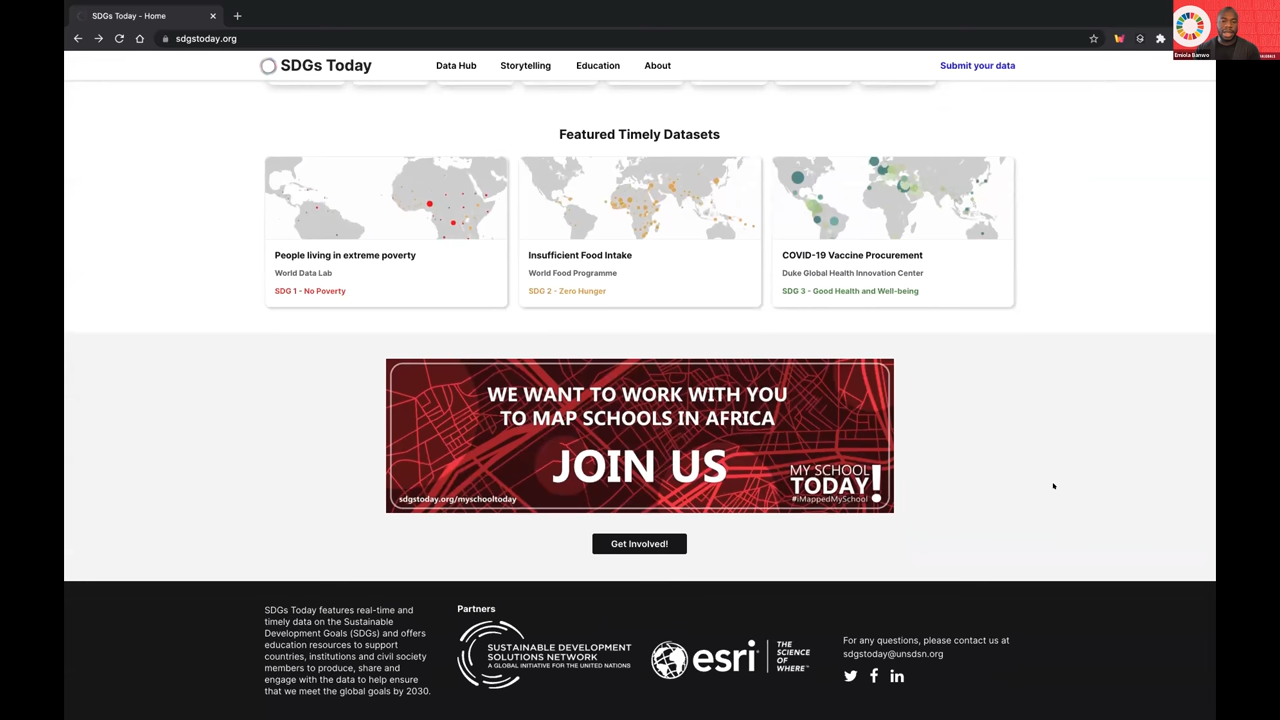 SDGs Today - Home
sdgstoday.org
Emiola Banwo
SDGs Today
Data Hub
Storytelling
Education
About
Submit your data
Featured Timely Datasets
People living in extreme poverty
World Data Lab
SDG 1 - No Poverty
Insufficient Food Intake
World Food Programme
SDG 2 - Zero Hunger
COVID-19 Vaccine Procurement
Duke Global Health Innovation Center
SDG 3 - Good Health and Well-being
WE WANT TO WORK WITH YOU
TO MAP SCHOOLS IN AFRICA
JOIN US
sdgstoday.org/myschooltoday
MY SCHOOL
TODAY!
#iMappedMySchool
Get Involved!
SDGs Today features real-time and
timely data on the Sustainable
Development Goals (SDGs) and offers
education resources to support
countries, institutions and civil society
members to produce, share and
engage with the data to help ensure
that we meet the global goals by 2030.
Partners
SUSTAINABLE DEVELOPMENT
SOLUTIONS NETWORK
A GLOBAL INITIATIVE FOR THE UNITED NATIONS
esri
THE
SCIENCE
OF
WHERE™
For any questions, please contact us at
sdgstoday@unsdsn.org